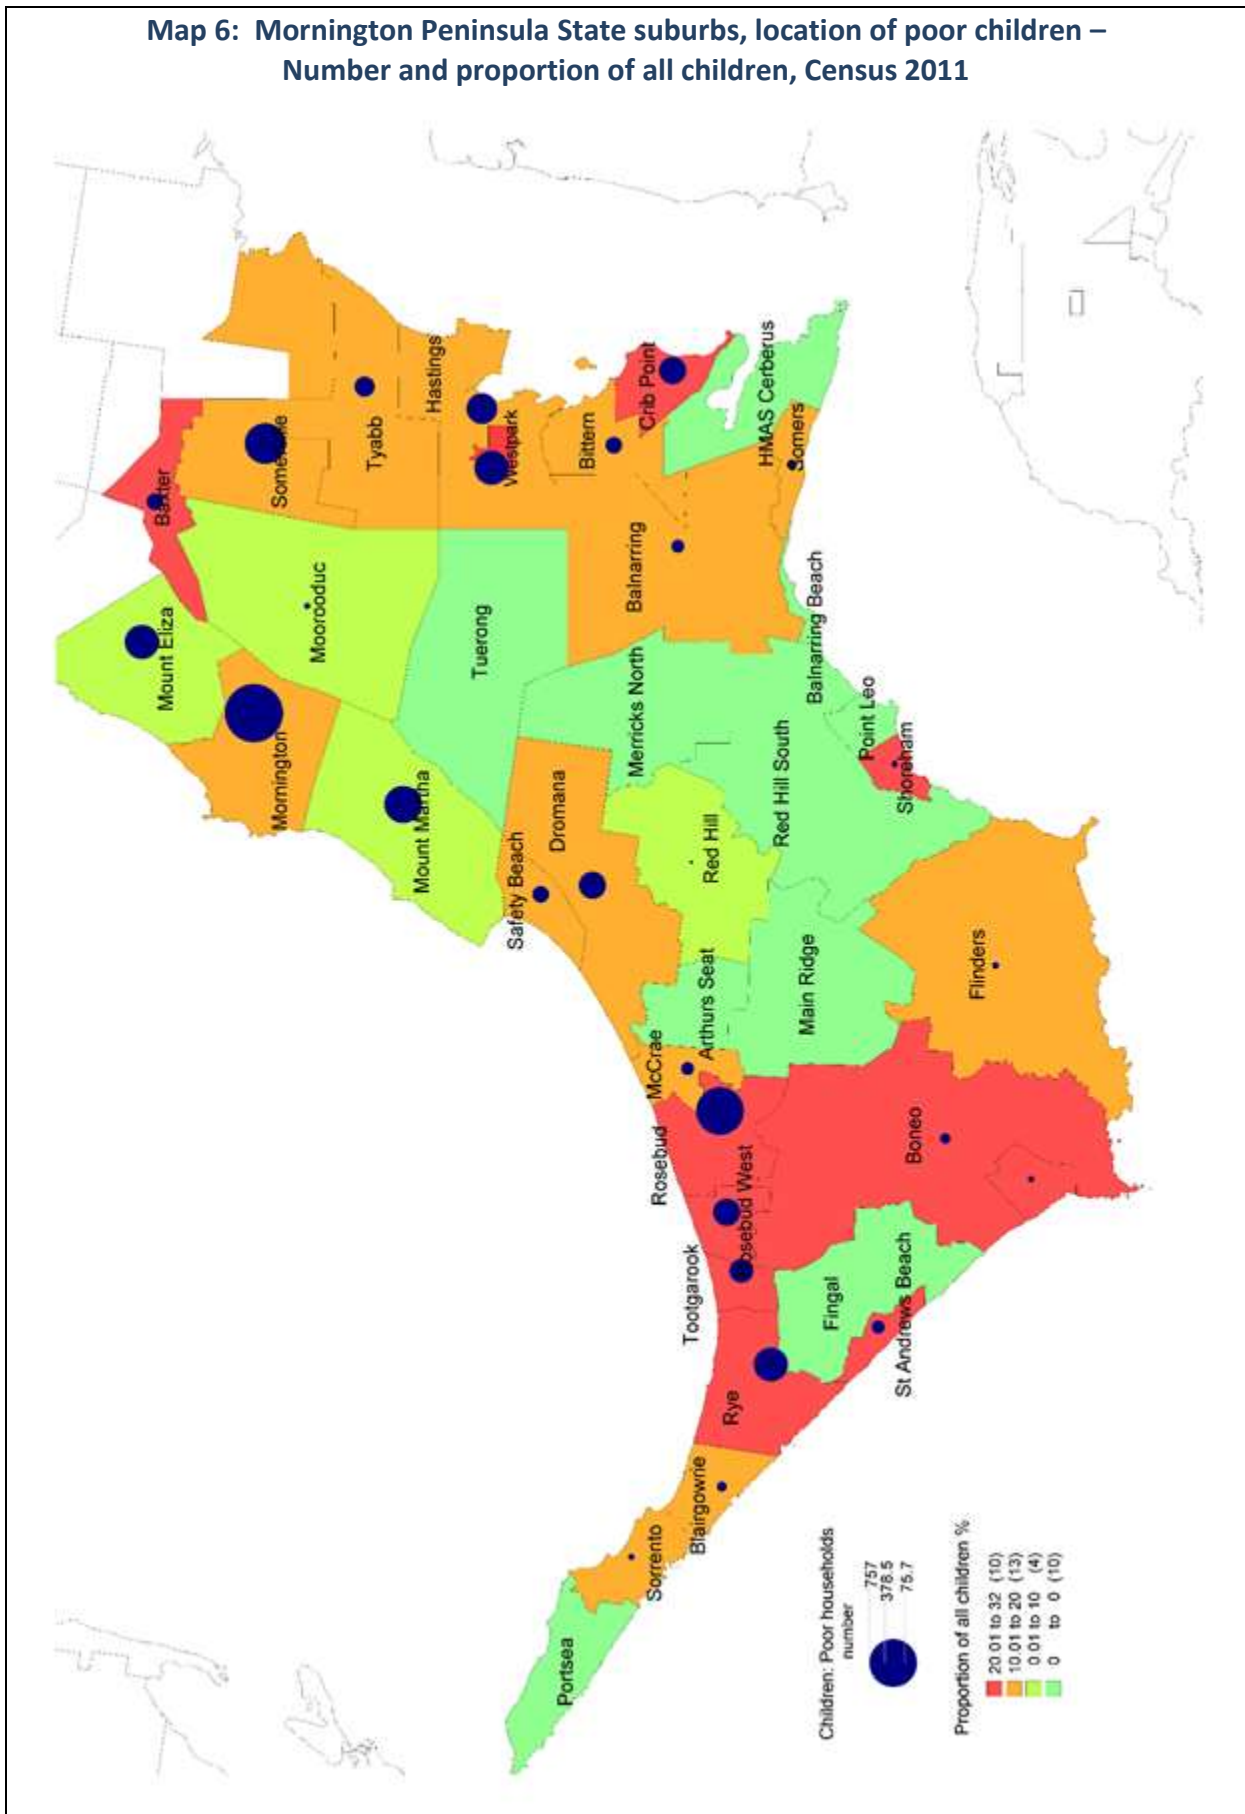 Map 6: Mornington Peninsula State suburbs, location of poor children –
Number and proportion of all children, Census 2011
Mount Eliza
Baxter
Somerville
Tyabb
Hastings
Westpark
Bittern
Crib Point
HMAS Cerberus
Somers
Mornington
Moorooduc
Tuerong
Balnarring
Balnarring Beach
Mount Martha
Safety Beach
Dromana
Merricks North
Red Hill
Red Hill South
Point Leo
Shoreham
McCrae
Arthurs Seat
Main Ridge
Flinders
Rosebud
Rosebud West
Boneo
Tootgarook
Fingal
St Andrews Beach
Rye
Blairgowrie
Sorrento
Portsea
Children: Poor households
number
757
378.5
75.7
Proportion of all children %
20.01 to 32 (10)
10.01 to 20 (13)
0.01 to 10 (4)
0 to 0 (10)